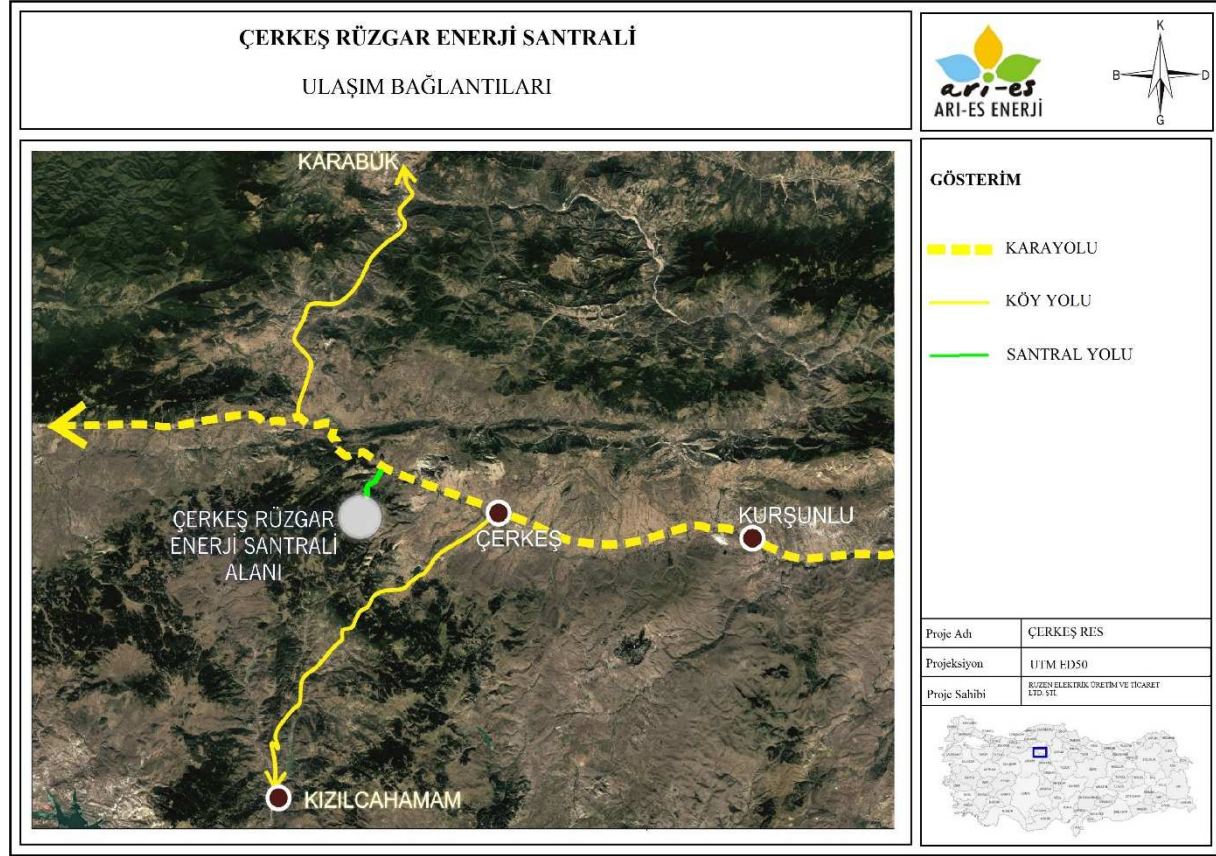 ÇERKEŞ RÜZGAR ENERJİ SANTRALİ
ULAŞIM BAĞLANTILARI
ari-es
ARI-ES ENERJİ
K
B
D
G
KARABÜK
ÇERKEŞ RÜZGAR
ENERJİ SANTRALİ
ALANI
ÇERKEŞ
KURŞUNLU
KIZILCAHAMAM
GÖSTERİM
KARAYOLU
KÖY YOLU
SANTRAL YOLU
Proje Adı
ÇERKEŞ RES
Projeksiyon
UTM ED50
Proje Sahibi
RUZEN ELEKTRİK ÜRETİM VE TİCARET
LTD. ŞTİ.